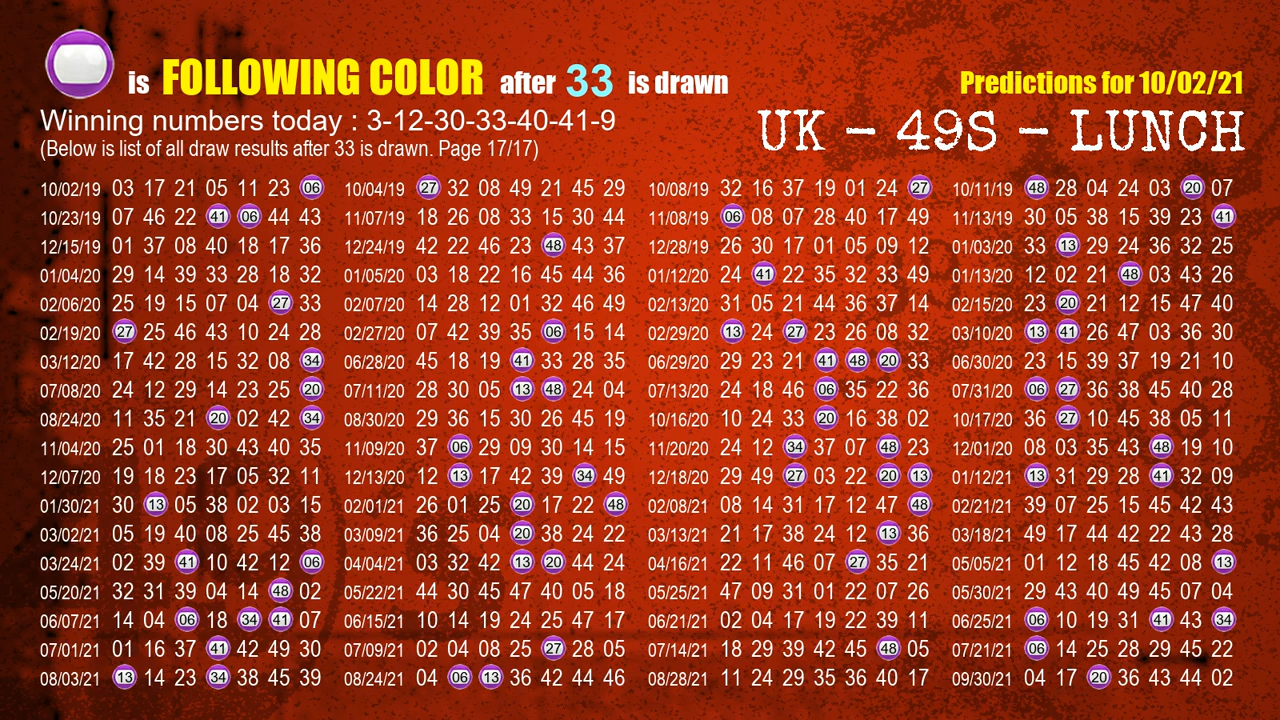 is FOLLOWING COLOR after 33 is drawn
Predictions for 10/02/21
Winning numbers today : 3-12-30-33-40-41-9
UK - 49S - LUNCH
(Below is list of all draw results after 33 is drawn. Page 17/17)
10/02/19 03 17 21 05 11 23 06 10/04/19 27 32 08 49 21 45 29 10/08/19 32 16 37 19 01 24 27 10/11/19 48 28 04 24 03 20 07
10/23/19 07 46 22 41 06 44 43 11/07/19 18 26 08 33 15 30 44 11/08/19 06 08 07 28 40 17 49 11/13/19 30 05 38 15 39 23 41
12/15/19 01 37 08 40 18 17 36 12/24/19 42 22 46 23 48 43 37 12/28/19 26 30 17 01 05 09 12 01/03/20 33 13 29 24 36 32 25
01/04/20 29 14 39 33 28 18 32 01/05/20 03 18 22 16 45 44 36 01/12/20 24 41 22 35 32 33 49 01/13/20 12 02 21 48 03 43 26
02/06/20 25 19 15 07 04 27 33 02/07/20 14 28 12 01 32 46 49 02/13/20 31 05 21 44 36 37 14 02/15/20 23 20 21 12 15 47 40
02/19/20 27 25 46 43 10 24 28 02/27/20 07 42 39 35 06 15 14 02/29/20 13 24 27 23 26 08 32 03/10/20 13 41 26 47 03 36 30
03/12/20 17 42 28 15 32 08 34 06/28/20 45 18 19 41 33 28 35 06/29/20 29 23 21 41 48 20 33 06/30/20 23 15 39 37 19 21 10
07/08/20 24 12 29 14 23 25 20 07/11/20 28 30 05 13 48 24 04 07/13/20 24 18 46 06 35 22 36 07/31/20 06 27 36 38 45 40 28
08/24/20 11 35 21 20 02 42 34 08/30/20 29 36 15 30 26 45 19 10/16/20 10 24 33 20 16 38 02 10/17/20 36 27 10 45 38 05 11
11/04/20 25 01 18 30 43 40 35 11/09/20 37 06 29 09 30 14 15 11/20/20 24 12 34 37 07 48 23 12/01/20 08 03 35 43 48 19 10
12/07/20 19 18 23 17 05 32 11 12/13/20 12 13 17 42 39 34 49 12/18/20 29 49 27 03 22 20 13 01/12/21 13 31 29 28 41 32 09
01/30/21 30 13 05 38 02 03 15 02/01/21 26 01 25 20 17 22 48 02/08/21 08 14 31 17 12 47 48 02/21/21 39 07 25 15 45 42 43
03/02/21 05 19 40 08 25 45 38 03/09/21 36 25 04 20 38 24 22 03/13/21 21 17 38 24 12 13 36 03/18/21 49 17 44 42 22 43 28
03/24/21 02 39 41 10 42 12 06 04/04/21 03 32 42 13 20 44 24 04/16/21 22 11 46 07 27 35 21 05/05/21 01 12 18 45 42 08 13
05/20/21 32 31 39 04 14 48 02 05/22/21 44 30 45 47 40 05 18 05/25/21 47 09 31 01 22 07 26 05/30/21 29 43 40 49 45 07 04
06/07/21 14 04 06 18 34 41 07 06/15/21 10 14 19 24 25 47 17 06/21/21 02 04 17 19 22 39 11 06/25/21 06 10 19 31 41 43 34
07/01/21 01 16 37 41 42 49 30 07/09/21 02 04 08 25 27 28 05 07/14/21 18 29 39 42 45 48 05 07/21/21 06 14 25 28 29 45 22
08/03/21 13 14 23 34 38 45 39 08/24/21 04 06 13 36 42 44 46 08/28/21 11 24 29 35 36 40 17 09/30/21 04 17 20 36 43 44 02